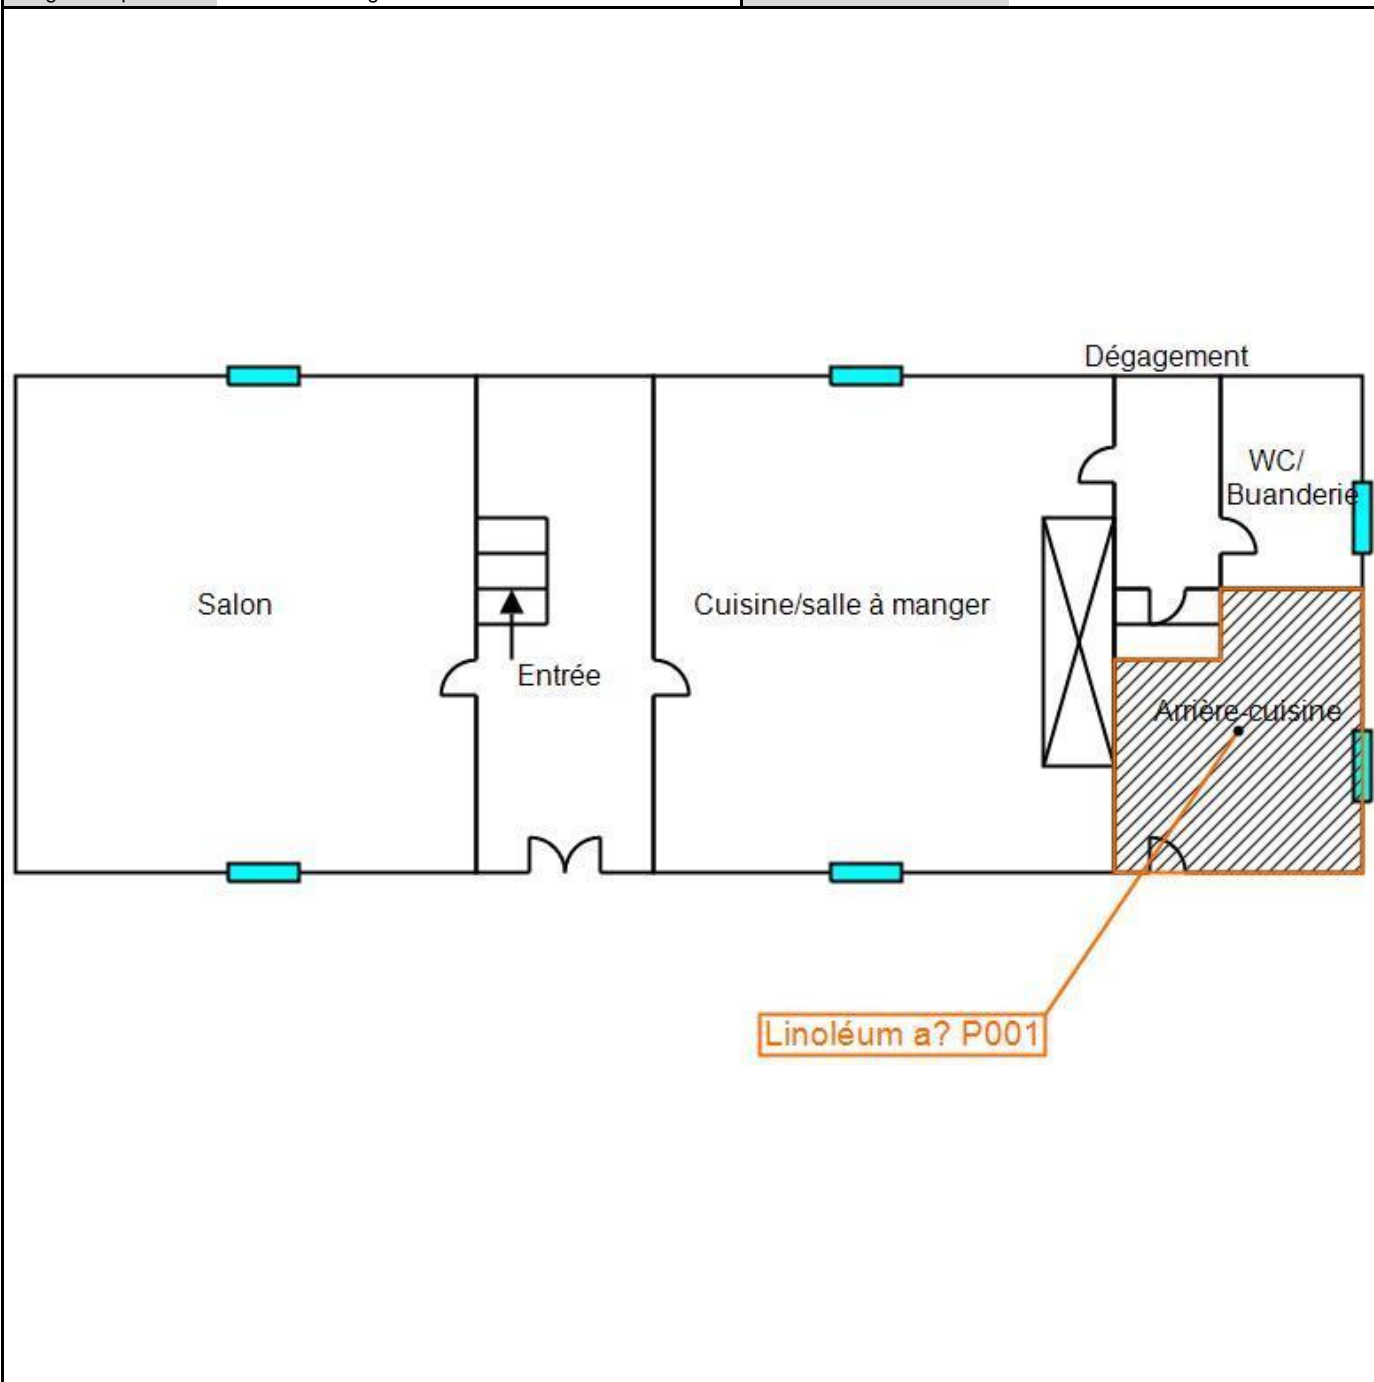 Dégagement
WC/
Buanderie
Salon
Cuisine/salle à manger
Entrée
Arrière-cuisine
Linoléum a? P001